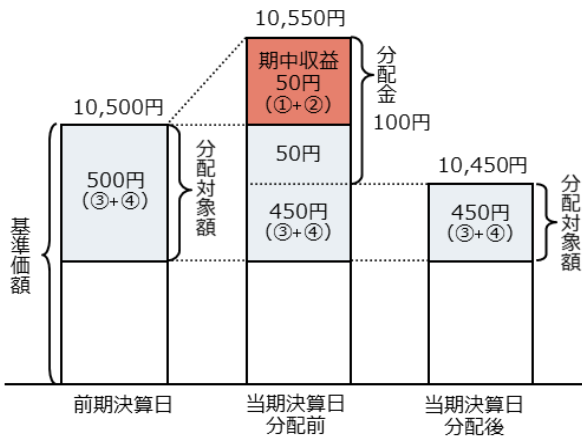 10,550円
期中収益
50円
(①+②)
分配金
100円
10,500円
500円
(③+④)
分配対象額
50円
450円
(③+④)
10,450円
450円
(③+④)
分配対象額
基準価額
前期決算日
当期決算日
分配前
当期決算日
分配後